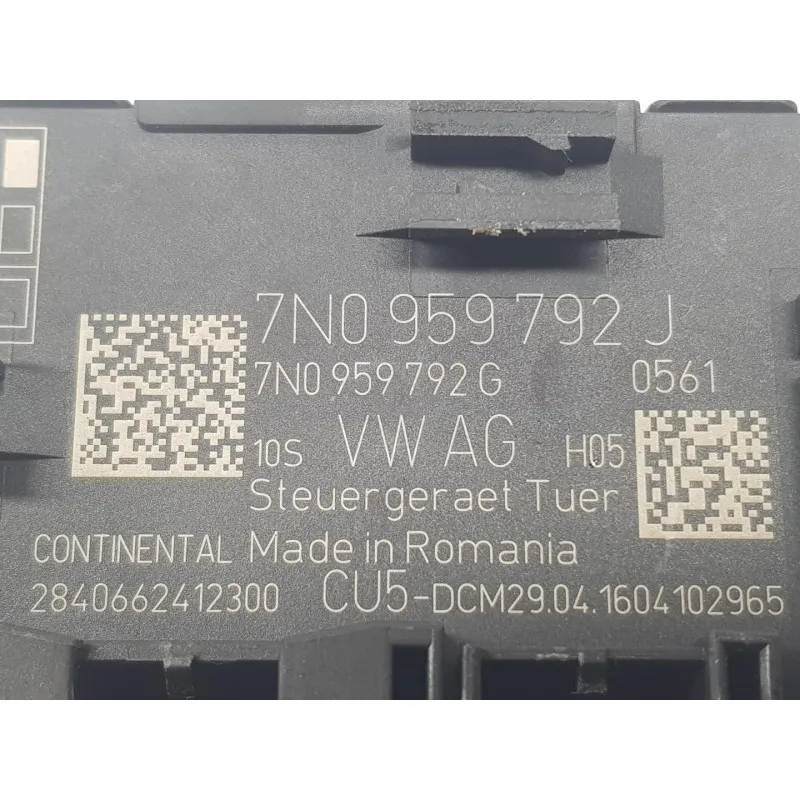 7N0 959 792 J
7N0 959 792 G 0561
10S VW AG H05
Steuergeraet Tuer
CONTINENTAL Made in Romania
2840662412300 CU5-DCM29.04.1604102965